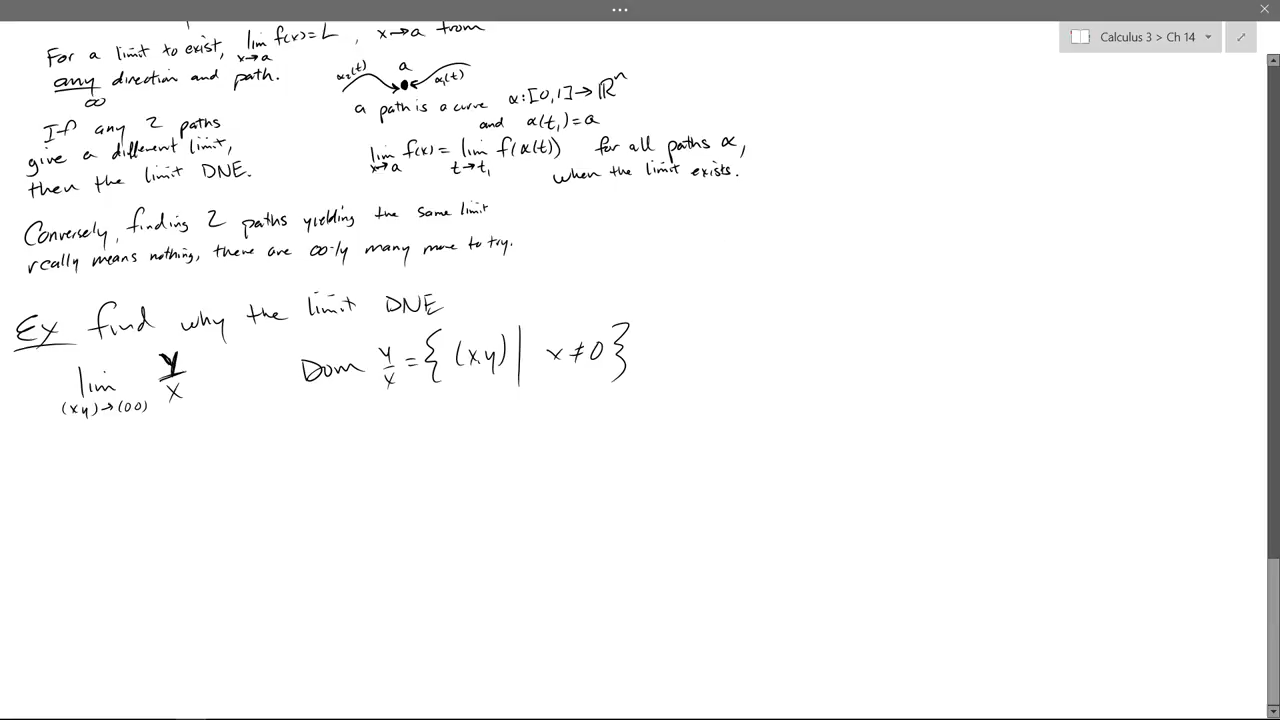 Calculus 3 > Ch 14
For a limit to exist, lim f(x)=L, x→a from
x→a
any direction and path.
∞
α₂(t) a α₁(t)
a path is a curve α:[0,1]→ℝⁿ
and α(t₁)=a
If any 2 paths
give a different limit,
then the limit DNE.
lim f(x) = lim f(α(t)) for all paths α,
x→a t→t₁ when the limit exists.
Conversely, finding 2 paths yielding the same limit
really means nothing, there are ∞-ly many more to try.
Ex find why the limit DNE
lim y/x Dom y/x = { (x,y) | x≠0 }
(x,y)→(0,0)